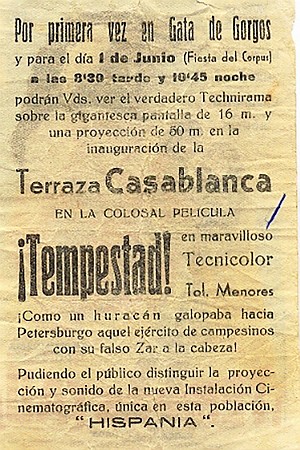 Por primera vez en Gata de Gorgos
y para el día 1 de Junio (Fiesta del Corpus)
a las 8'30 tarde y 10'45 noche
podrán Vds. ver el verdadero Technirama
sobre la gigantesca pantalla de 16 m. y
una proyección de 50 m. en la
inauguración de la
Terraza Casablanca
EN LA COLOSAL PELICULA
¡Tempestad!
en maravilloso
Tecnicolor
Tol. Menores
¡Como un huracán galopaba hacia
Petersburgo aquel ejército de campesinos
con su falso Zar a la cabeza!
Pudiendo el público distinguir la proyec-
ción y sonido de la nueva Instalación Ci-
nematográfica, única en esta población,
"HISPANIA".